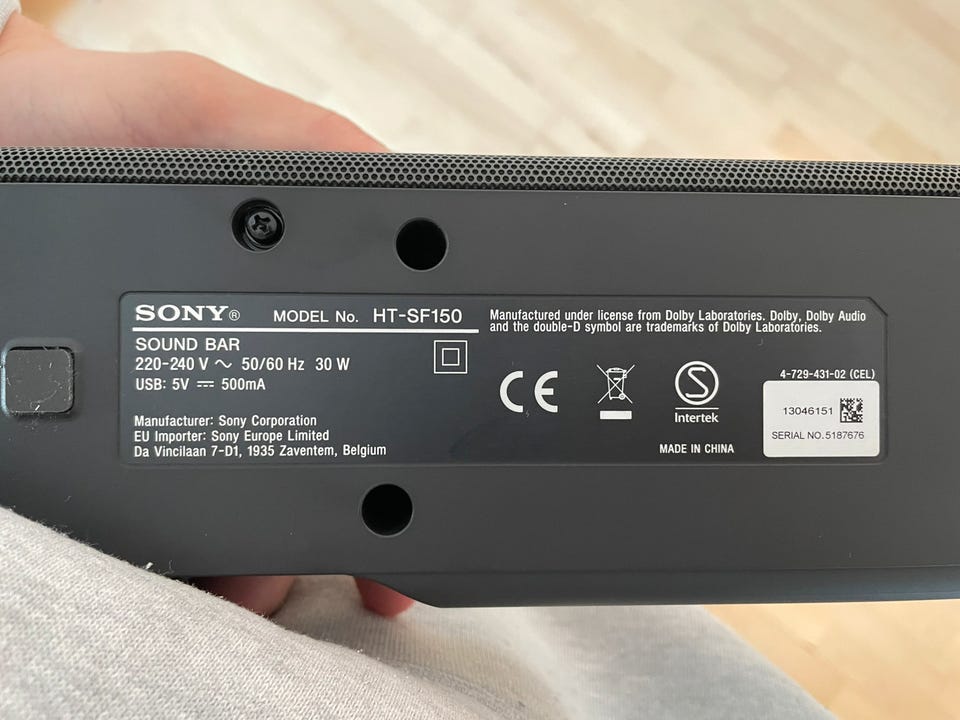 SONY® MODEL No. HT-SF150
SOUND BAR
220-240 V ~ 50/60 Hz 30 W
USB: 5V ⎓ 500mA
Manufacturer: Sony Corporation
EU Importer: Sony Europe Limited
Da Vincilaan 7-D1, 1935 Zaventem, Belgium
Manufactured under license from Dolby Laboratories. Dolby, Dolby Audio
and the double-D symbol are trademarks of Dolby Laboratories.
CE
S
Intertek
MADE IN CHINA
4-729-431-02 (CEL)
13046151
SERIAL NO. 5187676